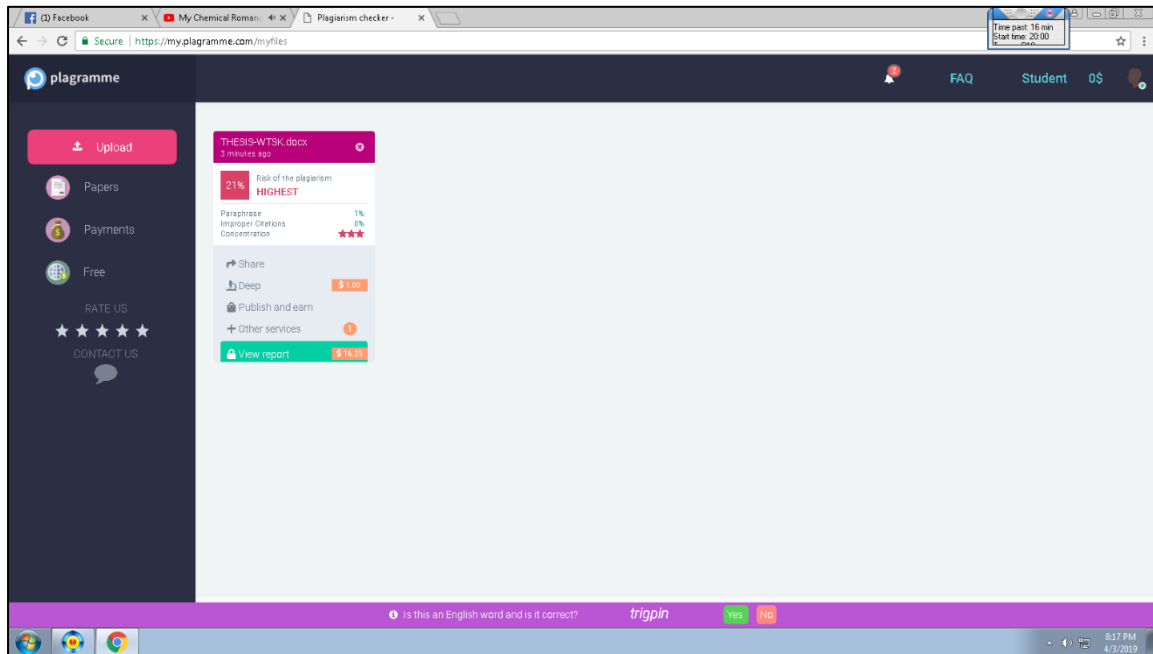 (1) Facebook
My Chemical Romanc
Plagiarism checker -
Time past: 16 min
Start time: 20:00
Secure | https://my.plagramme.com/myfiles
plagramme
2
FAQ
Student
0$
Upload
Papers
Payments
Free
RATE US
CONTACT US
THESIS-WTSK.docx
3 minutes ago
21%
Risk of the plagiarism
HIGHEST
Paraphrase 1%
Improper Citations 0%
Concentration
Share
Deep $ 1.00
Publish and earn
Other services 1
View report $ 16.35
Is this an English word and is it correct? trigpin Yes No
8:17 PM
4/3/2019